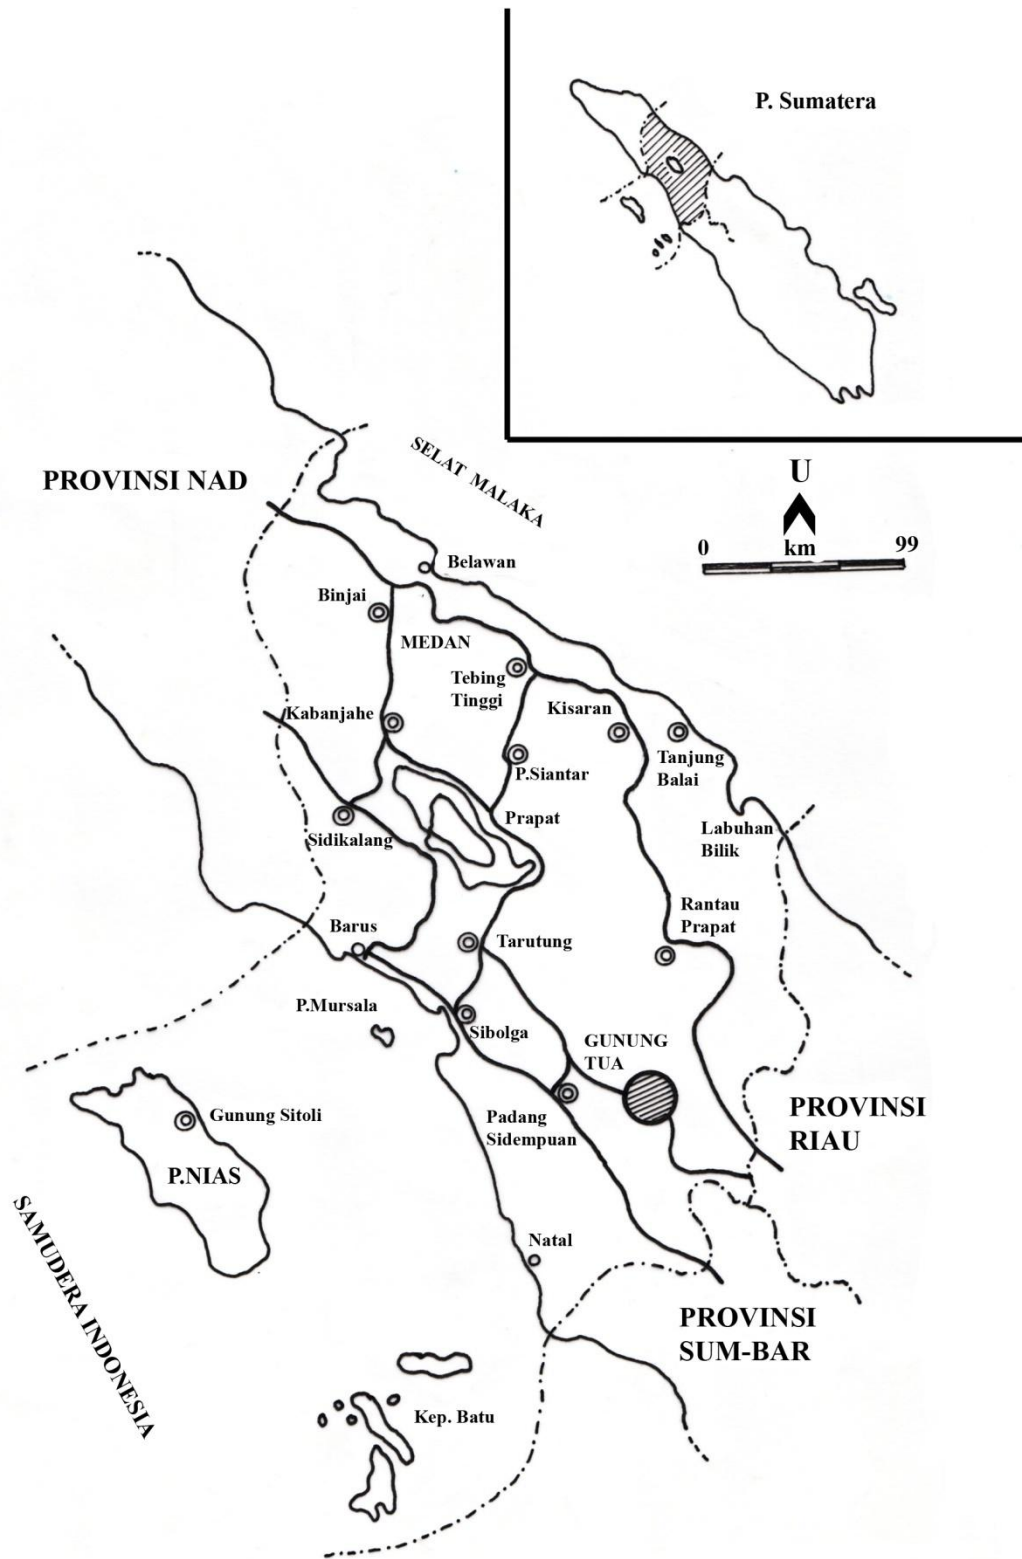 P. Sumatera
PROVINSI NAD
SELAT MALAKA
U
0 km 99
Belawan
Binjai
MEDAN
Tebing
Tinggi
Kisaran
Kabanjahe
P.Siantar
Tanjung
Balai
Prapat
Labuhan
Bilik
Sidikalang
Rantau
Prapat
Barus
Tarutung
P.Mursala
Sibolga
GUNUNG
TUA
Gunung Sitoli
Padang
Sidempuan
PROVINSI
RIAU
P.NIAS
SAMUDERA INDONESIA
Natal
PROVINSI
SUM-BAR
Kep. Batu